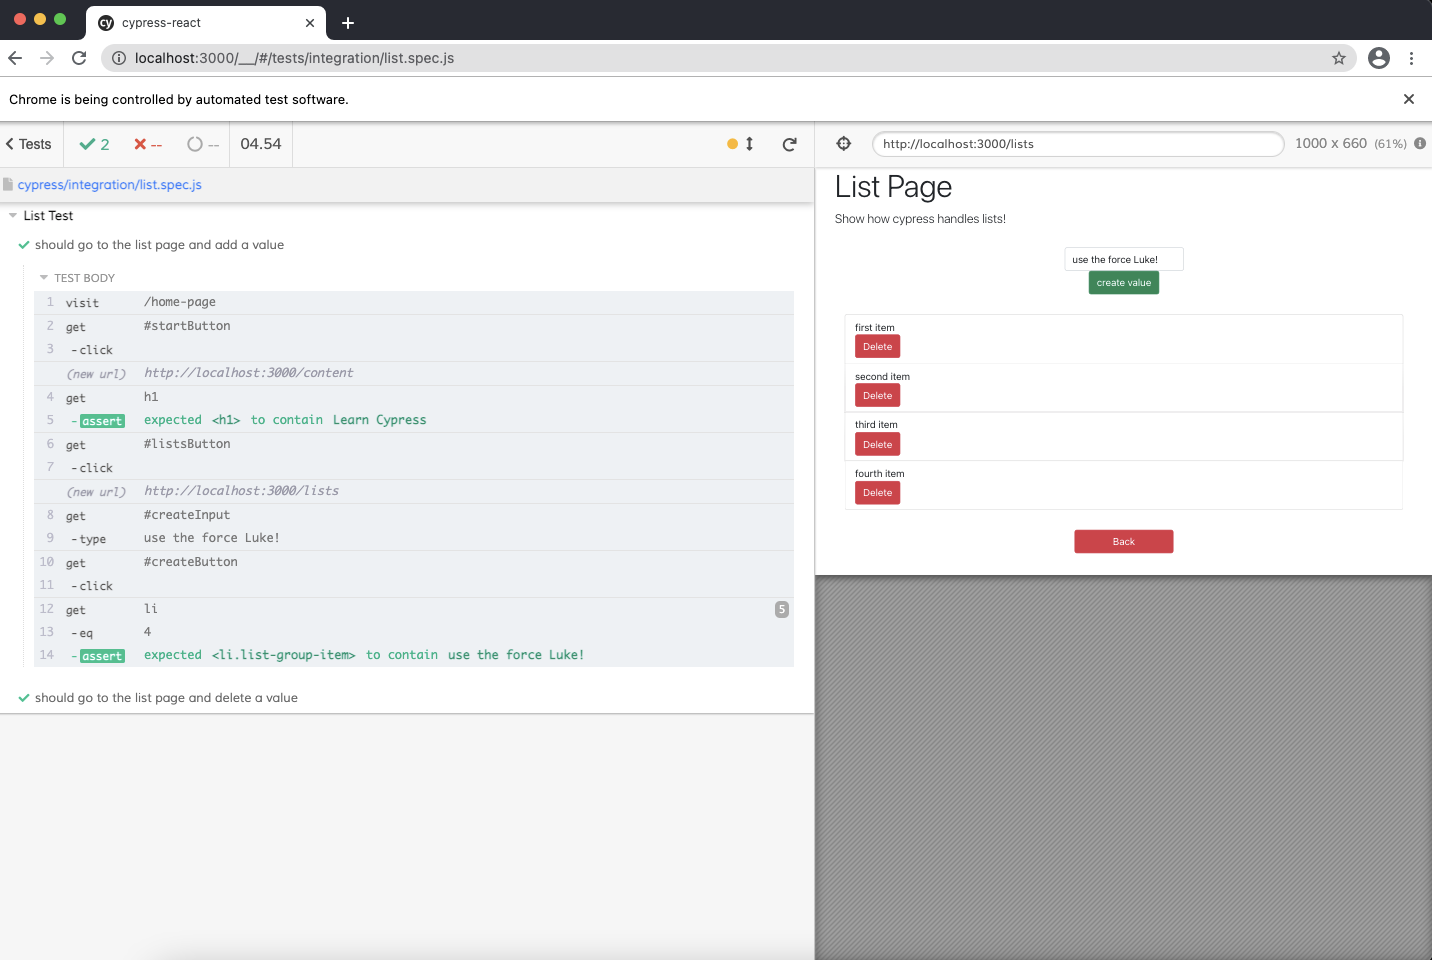 cy cypress-react
localhost:3000/__/#/tests/integration/list.spec.js
Chrome is being controlled by automated test software.
Tests 2 -- -- 04.54
http://localhost:3000/lists 1000 x 660 (61%)
cypress/integration/list.spec.js
List Test
should go to the list page and add a value
TEST BODY
1 visit /home-page
2 get #startButton
3 -click
(new url) http://localhost:3000/content
4 get h1
5 -assert expected <h1> to contain Learn Cypress
6 get #listsButton
7 -click
(new url) http://localhost:3000/lists
8 get #createInput
9 -type use the force Luke!
10 get #createButton
11 -click
12 get li 5
13 -eq 4
14 -assert expected <li.list-group-item> to contain use the force Luke!
should go to the list page and delete a value
List Page
Show how cypress handles lists!
use the force Luke!
create value
first item
Delete
second item
Delete
third item
Delete
fourth item
Delete
Back